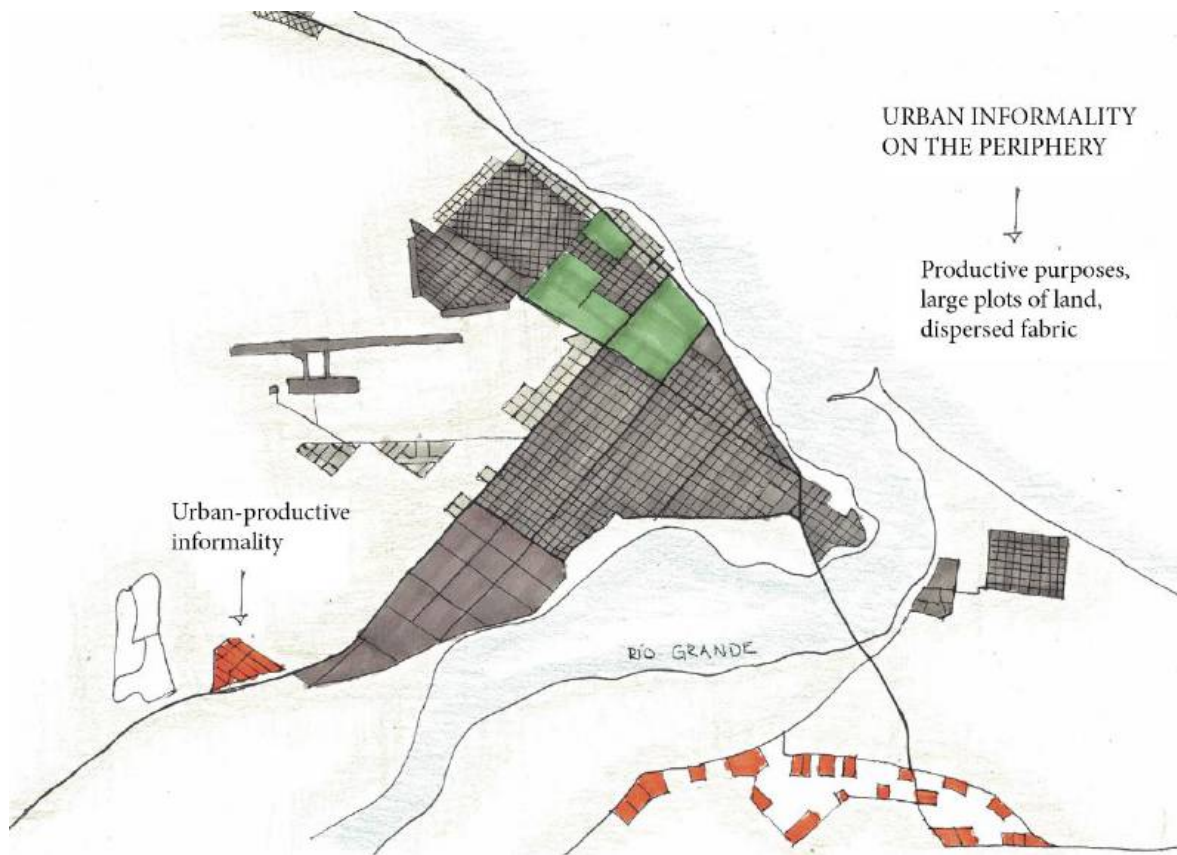 URBAN INFORMALITY
ON THE PERIPHERY
Productive purposes,
large plots of land,
dispersed fabric
Urban-productive
informality
RÍO GRANDE